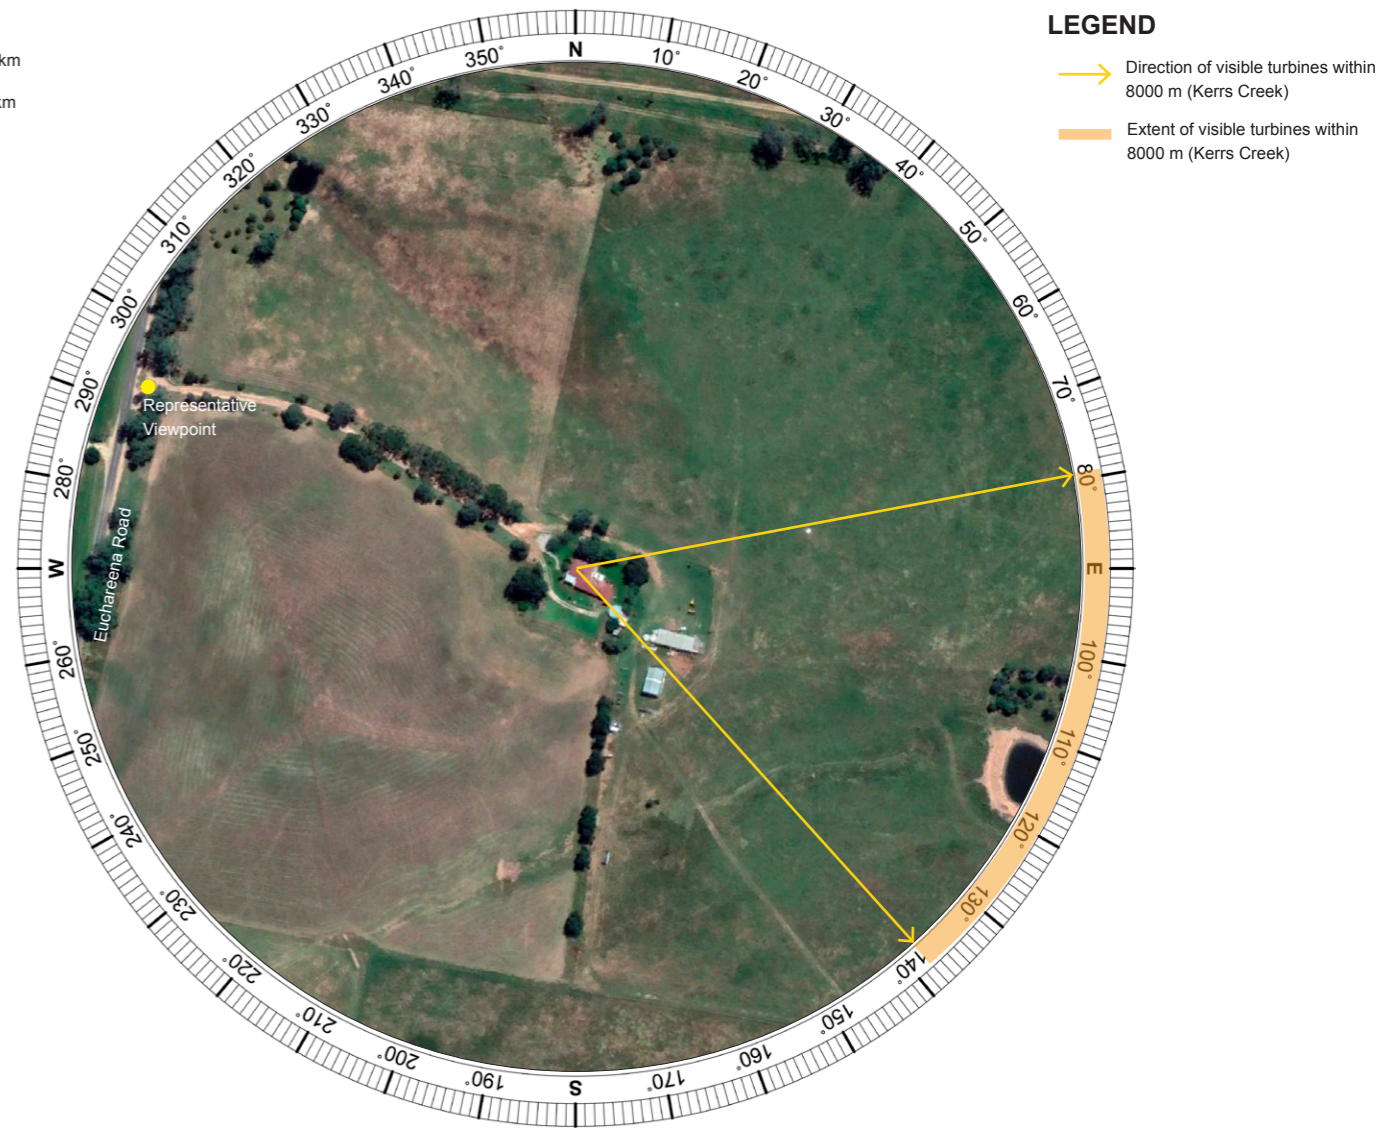 km
km
LEGEND
Direction of visible turbines within
8000 m (Kerrs Creek)
Extent of visible turbines within
8000 m (Kerrs Creek)
N
10°
20°
30°
40°
50°
60°
70°
80°
E
100°
110°
120°
130°
140°
150°
160°
170°
S
190°
200°
210°
220°
230°
240°
250°
260°
W
280°
290°
300°
310°
320°
330°
340°
350°
Representative
Viewpoint
Euchareena Road